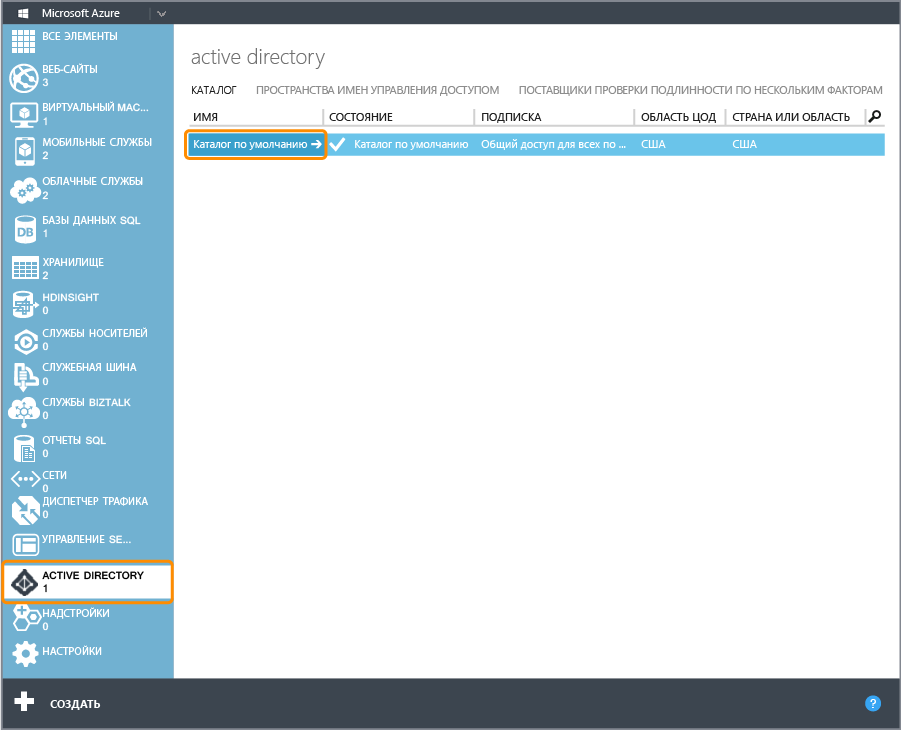 Microsoft Azure
ВСЕ ЭЛЕМЕНТЫ
ВЕБ-САЙТЫ
3
ВИРТУАЛЬНЫЙ МАС...
1
МОБИЛЬНЫЕ СЛУЖБЫ
2
ОБЛАЧНЫЕ СЛУЖБЫ
2
DB
БАЗЫ ДАННЫХ SQL
1
ХРАНИЛИЩЕ
2
HDINSIGHT
0
СЛУЖБЫ НОСИТЕЛЕЙ
0
СЛУЖЕБНАЯ ШИНА
0
СЛУЖБЫ BIZTALK
0
ОТЧЕТЫ SQL
0
СЕТИ
0
ДИСПЕТЧЕР ТРАФИКА
0
УПРАВЛЕНИЕ SE...
ACTIVE DIRECTORY
1
НАДСТРОЙКИ
0
НАСТРОЙКИ
active directory
КАТАЛОГ ПРОСТРАНСТВА ИМЕН УПРАВЛЕНИЯ ДОСТУПОМ ПОСТАВЩИКИ ПРОВЕРКИ ПОДЛИННОСТИ ПО НЕСКОЛЬКИМ ФАКТОРАМ
ИМЯ СОСТОЯНИЕ ПОДПИСКА ОБЛАСТЬ ЦОД СТРАНА ИЛИ ОБЛАСТЬ
Каталог по умолчанию → Каталог по умолчанию Общий доступ для всех по ... США США
СОЗДАТЬ
?